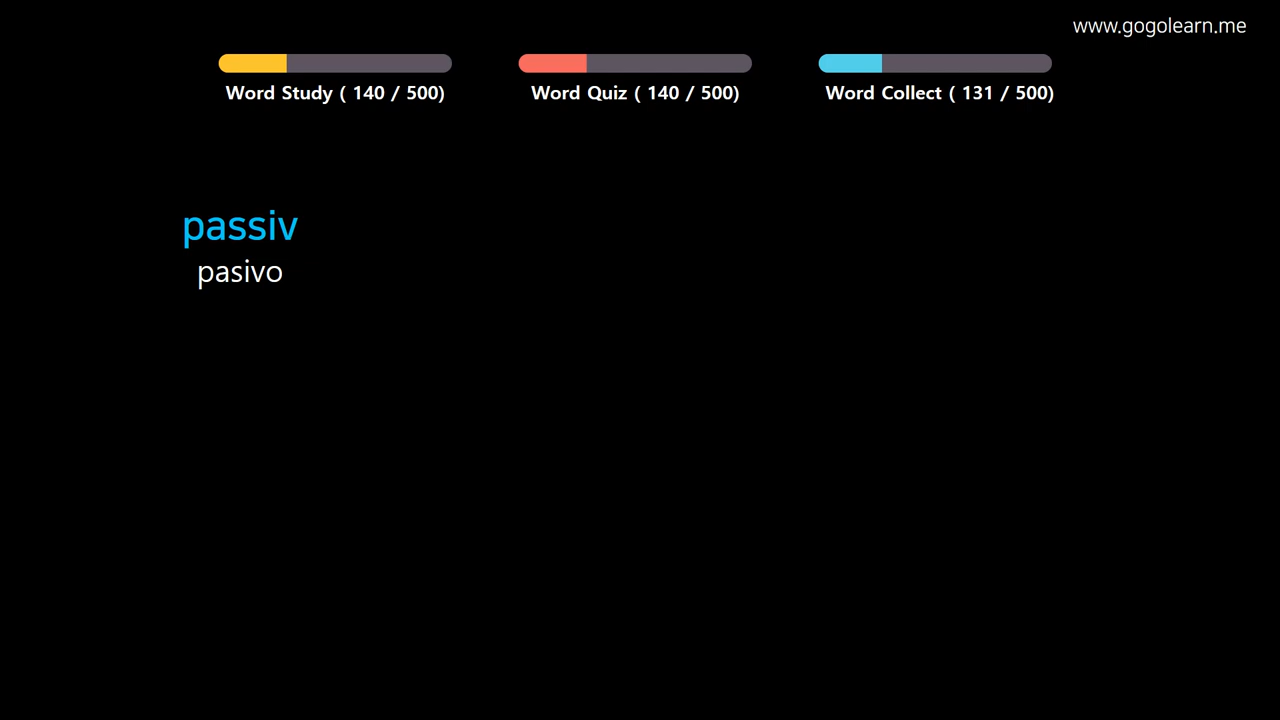 www.gogolearn.me
Word Study ( 140 / 500)
Word Quiz ( 140 / 500)
Word Collect ( 131 / 500)
passiv
pasivo